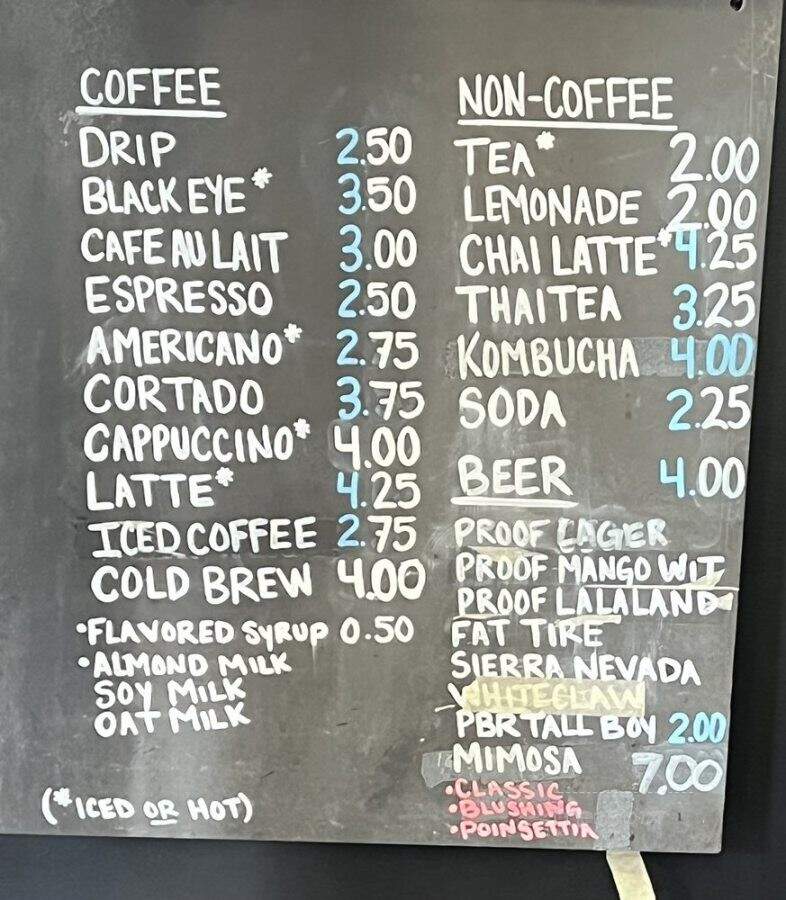 COFFEE
DRIP 2.50
BLACK EYE* 3.50
CAFE AU LAIT 3.00
ESPRESSO 2.50
AMERICANO* 2.75
CORTADO 3.75
CAPPUCCINO* 4.00
LATTE* 4.25
ICED COFFEE 2.75
COLD BREW 4.00
•FLAVORED SYRUP 0.50
•ALMOND MILK
SOY MILK
OAT MILK
(*ICED OR HOT)
NON-COFFEE
TEA* 2.00
LEMONADE 2.00
CHAI LATTE* 4.25
THAI TEA 3.25
KOMBUCHA 4.00
SODA 2.25
BEER 4.00
PROOF LAGER
PROOF MANGO WIT
PROOF LALALAND
FAT TIRE
SIERRA NEVADA
WHITECLAW
PBR TALL BOY 2.00
MIMOSA 7.00
•CLASSIC
•BLUSHING
•POINSETTIA